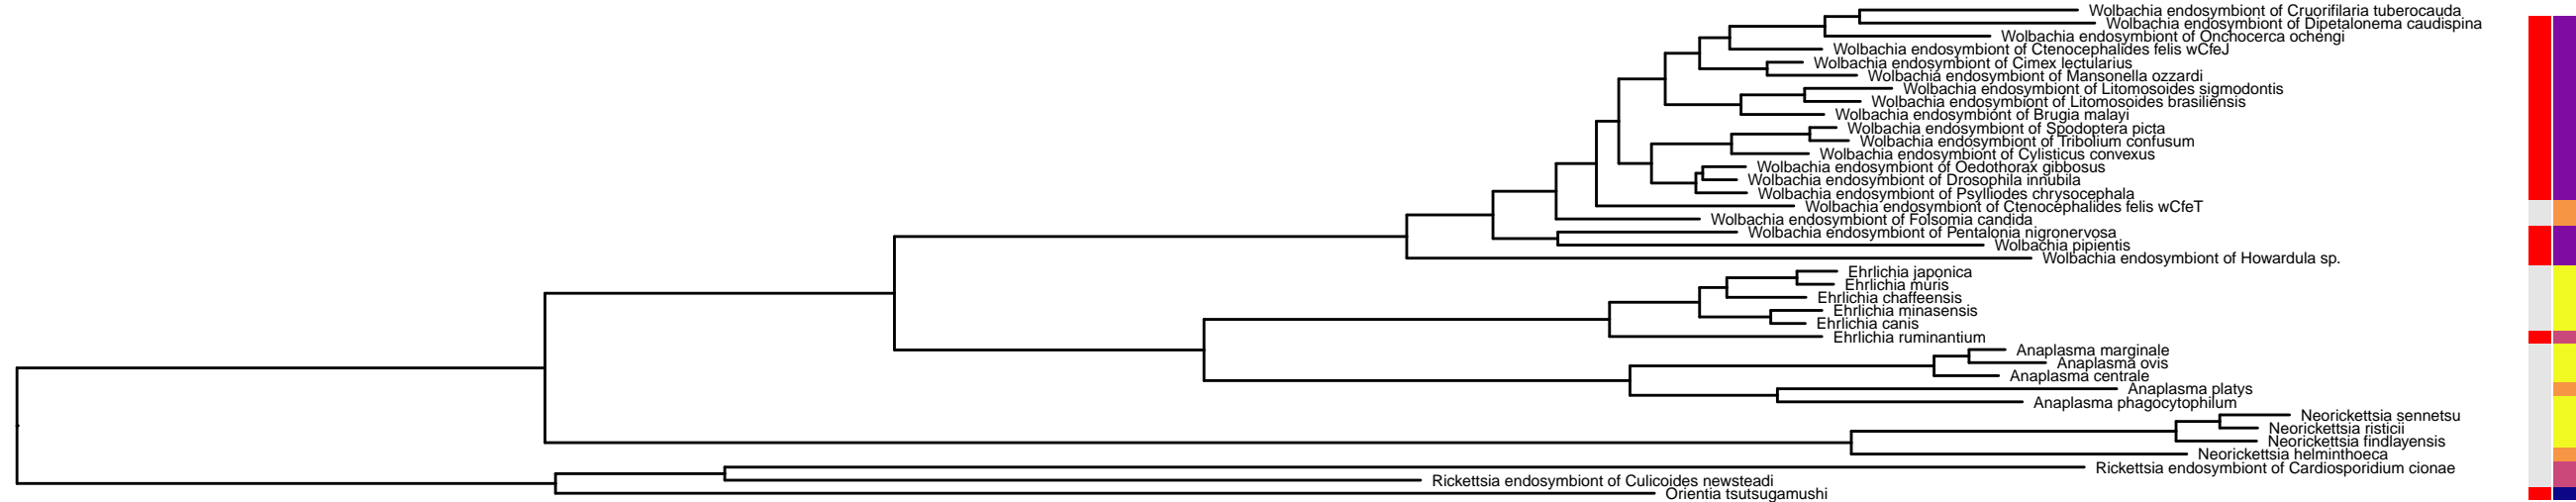 Wolbachia endosymbiont of Cruorifilaria tuberocauda
Wolbachia endosymbiont of Dipetalonema caudispina
Wolbachia endosymbiont of Onchocerca ochengi
Wolbachia endosymbiont of Ctenocephalides felis wCfeJ
Wolbachia endosymbiont of Cimex lectularius
Wolbachia endosymbiont of Mansonella ozzardi
Wolbachia endosymbiont of Litomosoides sigmodontis
Wolbachia endosymbiont of Litomosoides brasiliensis
Wolbachia endosymbiont of Brugia malayi
Wolbachia endosymbiont of Spodoptera picta
Wolbachia endosymbiont of Tribolium confusum
Wolbachia endosymbiont of Cylisticus convexus
Wolbachia endosymbiont of Oedothorax gibbosus
Wolbachia endosymbiont of Drosophila innubila
Wolbachia endosymbiont of Psylliodes chrysocephala
Wolbachia endosymbiont of Ctenocephalides felis wCfeT
Wolbachia endosymbiont of Folsomia candida
Wolbachia endosymbiont of Pentalonia nigronervosa
Wolbachia pipientis
Wolbachia endosymbiont of Howardula sp.
Ehrlichia japonica
Ehrlichia muris
Ehrlichia chaffeensis
Ehrlichia minasensis
Ehrlichia canis
Ehrlichia ruminantium
Anaplasma marginale
Anaplasma ovis
Anaplasma centrale
Anaplasma platys
Anaplasma phagocytophilum
Neorickettsia sennetsu
Neorickettsia risticii
Neorickettsia findlayensis
Neorickettsia helminthoeca
Rickettsia endosymbiont of Cardiosporidium cionae
Rickettsia endosymbiont of Culicoides newsteadi
Orientia tsutsugamushi